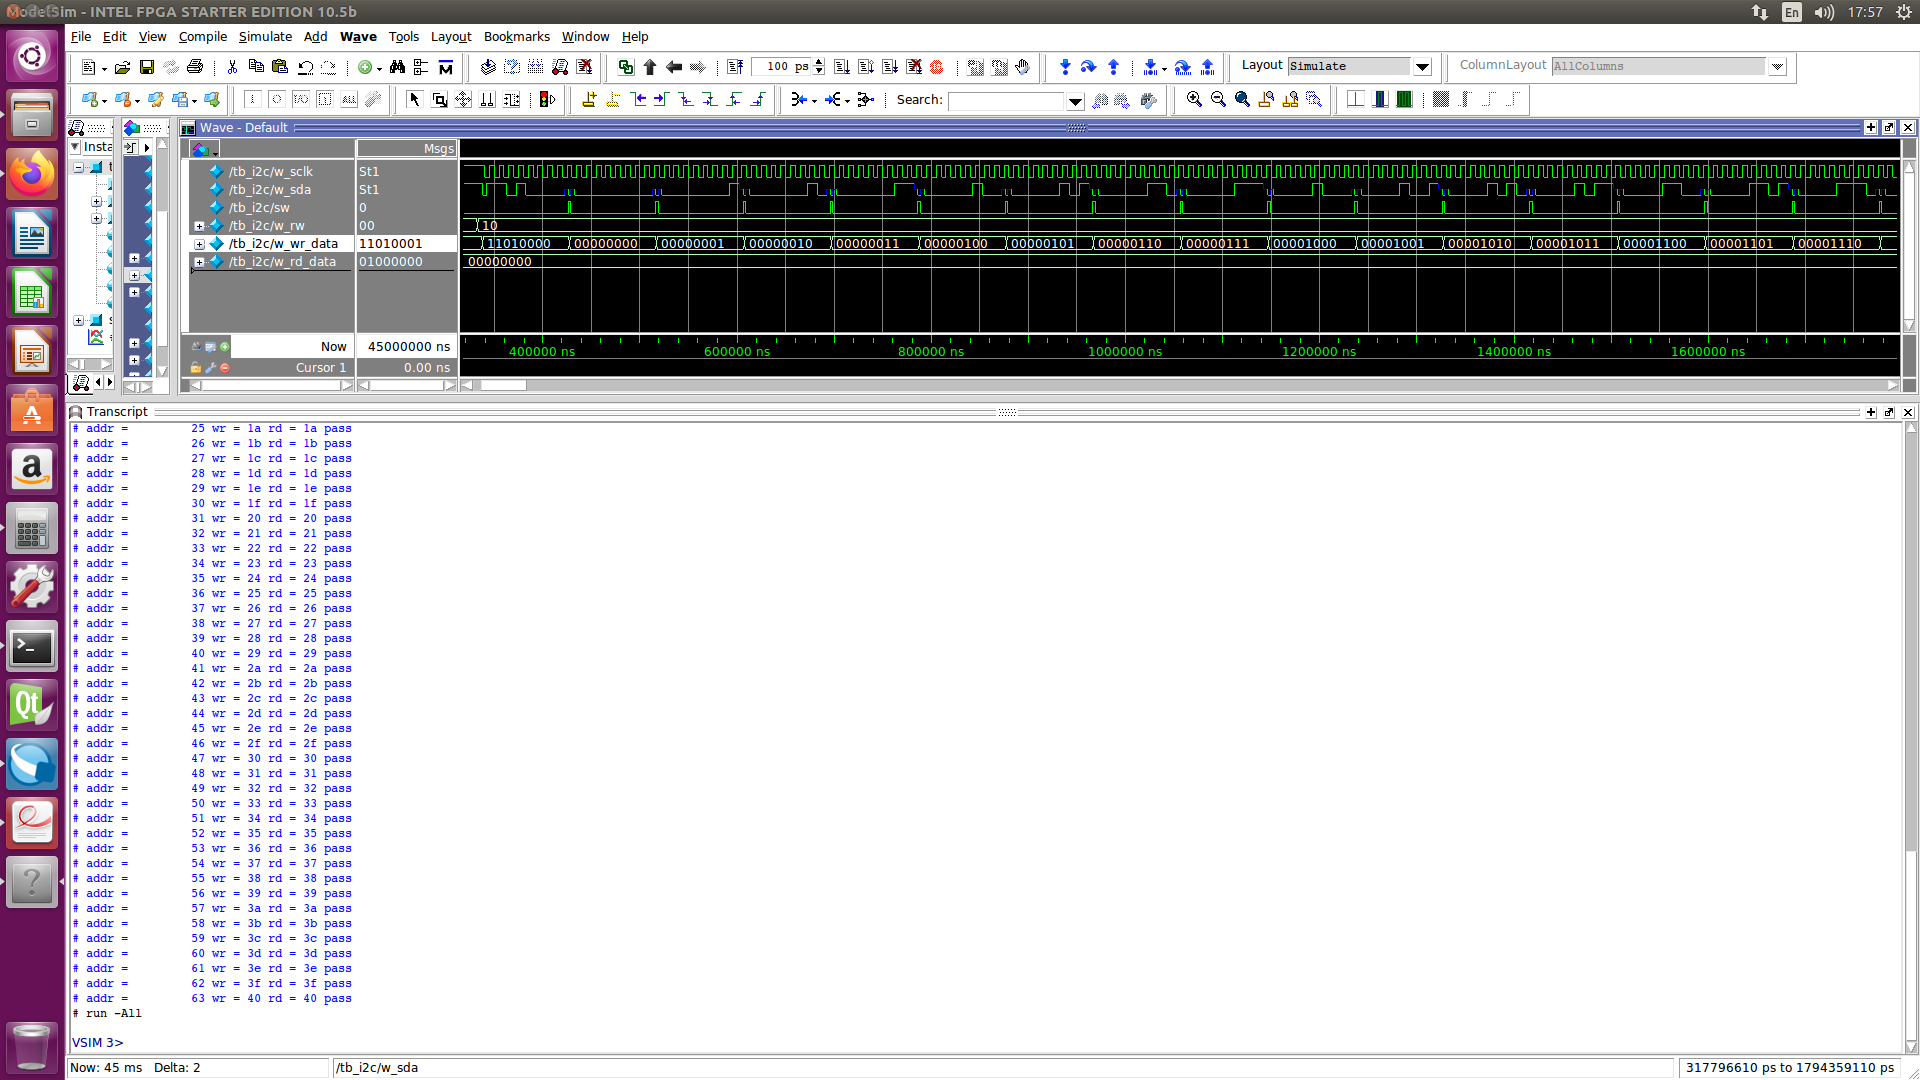 ModelSim - INTEL FPGA STARTER EDITION 10.5b
En
17:57
File Edit View Compile Simulate Add Wave Tools Layout Bookmarks Window Help
100 ps
Layout Simulate
ColumnLayout AllColumns
Search:
Insta
Wave - Default
Msgs
/tb_i2c/w_sclk St1
/tb_i2c/w_sda St1
/tb_i2c/sw 0
/tb_i2c/w_rw 00 10
/tb_i2c/w_wr_data 11010001 11010000 00000000 00000001 00000010 00000011 00000100 00000101 00000110 00000111 00001000 00001001 00001010 00001011 00001100 00001101 00001110
/tb_i2c/w_rd_data 01000000 00000000
Now 45000000 ns
400000 ns 600000 ns 800000 ns 1000000 ns 1200000 ns 1400000 ns 1600000 ns
Cursor 1 0.00 ns
Transcript
# addr = 25 wr = 1a rd = 1a pass
# addr = 26 wr = 1b rd = 1b pass
# addr = 27 wr = 1c rd = 1c pass
# addr = 28 wr = 1d rd = 1d pass
# addr = 29 wr = 1e rd = 1e pass
# addr = 30 wr = 1f rd = 1f pass
# addr = 31 wr = 20 rd = 20 pass
# addr = 32 wr = 21 rd = 21 pass
# addr = 33 wr = 22 rd = 22 pass
# addr = 34 wr = 23 rd = 23 pass
# addr = 35 wr = 24 rd = 24 pass
# addr = 36 wr = 25 rd = 25 pass
# addr = 37 wr = 26 rd = 26 pass
# addr = 38 wr = 27 rd = 27 pass
# addr = 39 wr = 28 rd = 28 pass
# addr = 40 wr = 29 rd = 29 pass
# addr = 41 wr = 2a rd = 2a pass
# addr = 42 wr = 2b rd = 2b pass
# addr = 43 wr = 2c rd = 2c pass
# addr = 44 wr = 2d rd = 2d pass
# addr = 45 wr = 2e rd = 2e pass
# addr = 46 wr = 2f rd = 2f pass
# addr = 47 wr = 30 rd = 30 pass
# addr = 48 wr = 31 rd = 31 pass
# addr = 49 wr = 32 rd = 32 pass
# addr = 50 wr = 33 rd = 33 pass
# addr = 51 wr = 34 rd = 34 pass
# addr = 52 wr = 35 rd = 35 pass
# addr = 53 wr = 36 rd = 36 pass
# addr = 54 wr = 37 rd = 37 pass
# addr = 55 wr = 38 rd = 38 pass
# addr = 56 wr = 39 rd = 39 pass
# addr = 57 wr = 3a rd = 3a pass
# addr = 58 wr = 3b rd = 3b pass
# addr = 59 wr = 3c rd = 3c pass
# addr = 60 wr = 3d rd = 3d pass
# addr = 61 wr = 3e rd = 3e pass
# addr = 62 wr = 3f rd = 3f pass
# addr = 63 wr = 40 rd = 40 pass
# run -All
VSIM 3>
Now: 45 ms Delta: 2
/tb_i2c/w_sda
317796610 ps to 1794359110 ps